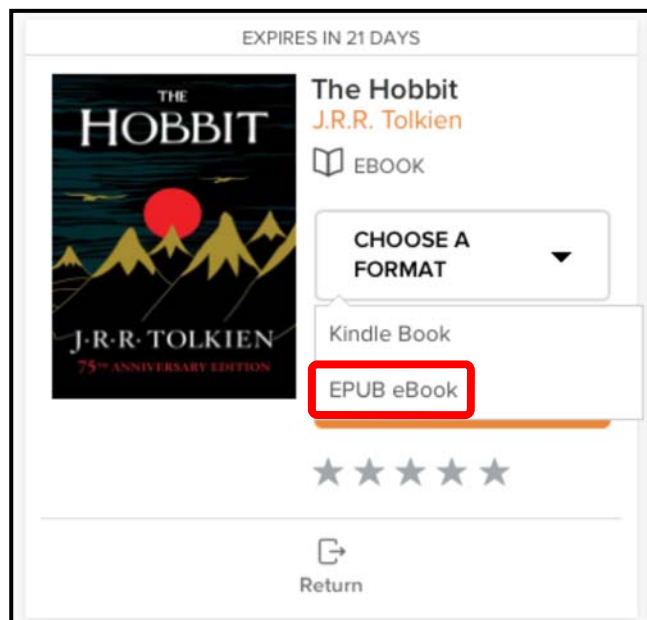 EXPIRES IN 21 DAYS
THE
HOBBIT
J·R·R· TOLKIEN
75TH ANNIVERSARY EDITION
The Hobbit
J.R.R. Tolkien
EBOOK
CHOOSE A
FORMAT
Kindle Book
EPUB eBook
Return